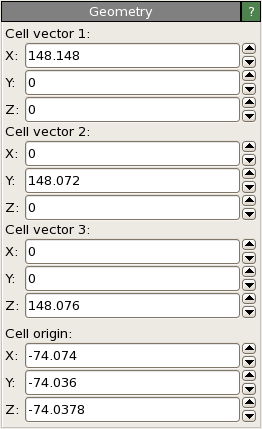 Geometry ?
Cell vector 1:
X: 148.148
Y: 0
Z: 0
Cell vector 2:
X: 0
Y: 148.072
Z: 0
Cell vector 3:
X: 0
Y: 0
Z: 148.076
Cell origin:
X: -74.074
Y: -74.036
Z: -74.0378